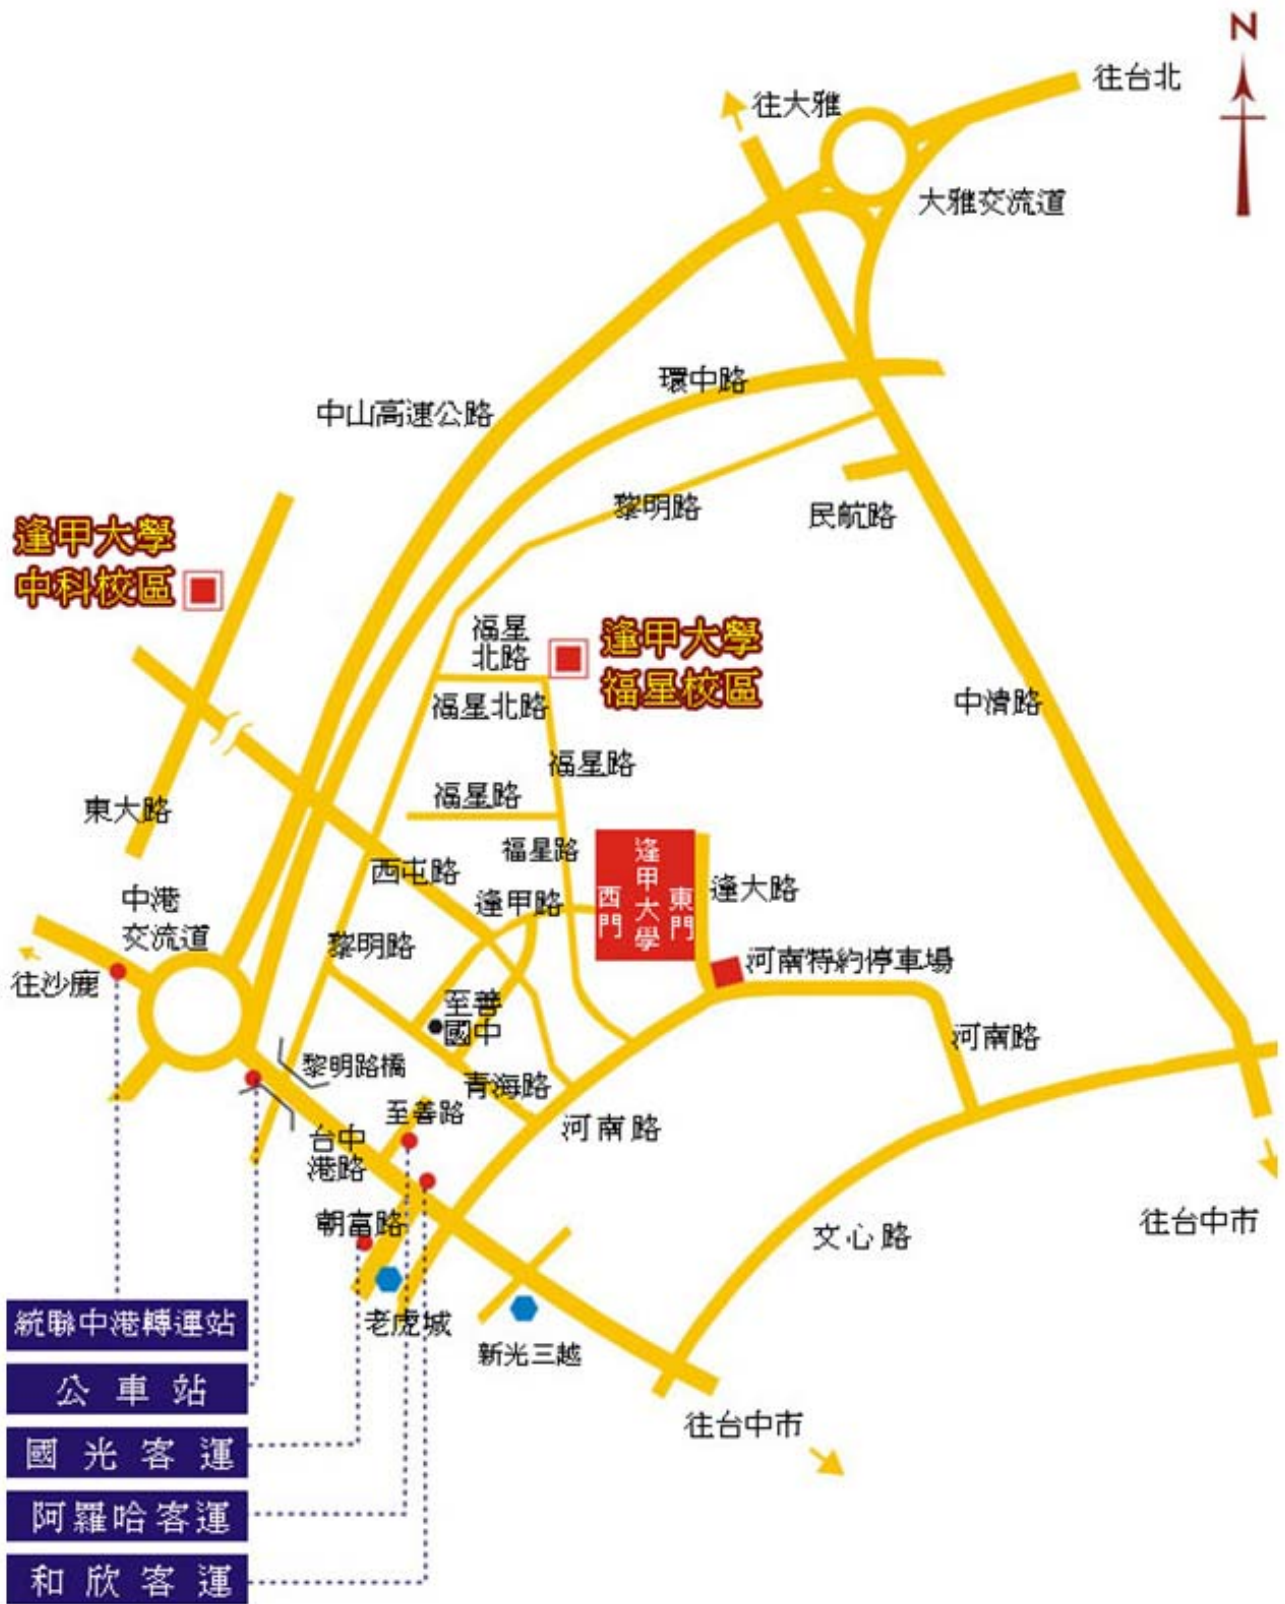 N
往台北
往大雅
大雅交流道
環中路
中山高速公路
黎明路
民航路
逢甲大學
中科校區
福星
北路
逢甲大學
福星校區
福星北路
中清路
福星路
福星路
東大路
福星路
逢甲大學
西門
東門
西屯路
逢大路
逢甲路
中港
交流道
黎明路
河南特約停車場
往沙鹿
至善
國中
河南路
黎明路橋
青海路
至善路
河南路
台中
港路
朝富路
往台中市
文心路
老虎城
統聯中港轉運站
新光三越
公車站
往台中市
國光客運
阿羅哈客運
和欣客運